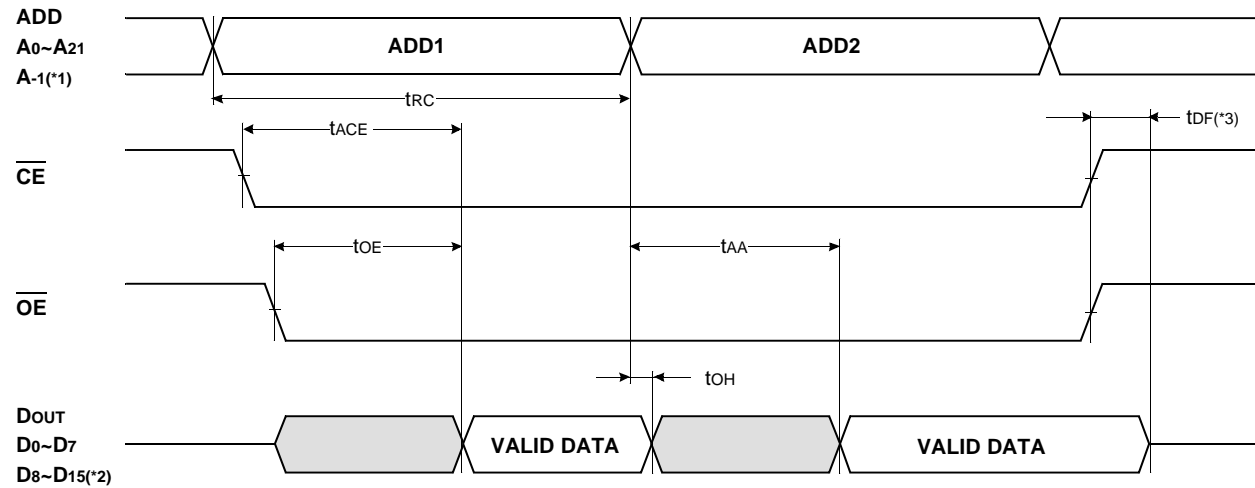 ADD
A0~A21
A-1(*1)
ADD1
ADD2
tRC
tACE
tDF(*3)
CE
tOE
tAA
OE
tOH
DOUT
D0~D7
D8~D15(*2)
VALID DATA
VALID DATA